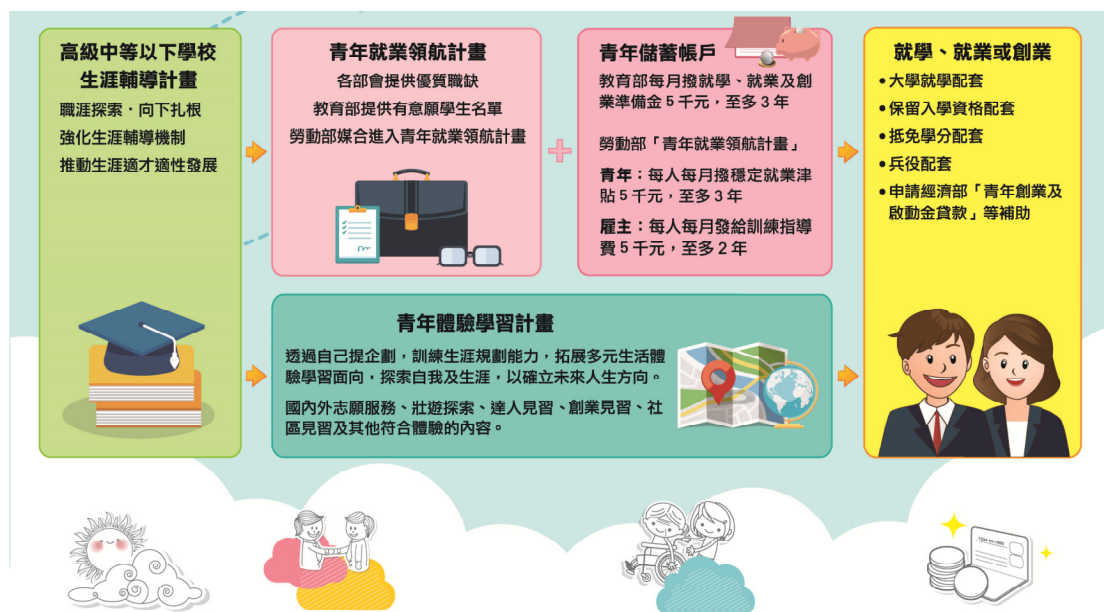 高級中等以下學校
生涯輔導計畫
職涯探索・向下扎根
強化生涯輔導機制
推動生涯適才適性發展
青年就業領航計畫
各部會提供優質職缺
教育部提供有意願學生名單
勞動部媒合進入青年就業領航計畫
青年儲蓄帳戶
教育部每月撥就學、就業及創
業準備金5千元，至多3年
勞動部「青年就業領航計畫」
青年：每人每月撥穩定就業津
貼5千元，至多3年
雇主：每人每月發給訓練指導
費5千元，至多2年
青年體驗學習計畫
透過自己提企劃，訓練生涯規劃能力，拓展多元生活體
驗學習面向，探索自我及生涯，以確立未來人生方向。
國內外志願服務、壯遊探索、達人見習、創業見習、社
區見習及其他符合體驗的內容。
就學、就業或創業
•大學就學配套
•保留入學資格配套
•抵免學分配套
•兵役配套
•申請經濟部「青年創業及
啟動金貸款」等補助